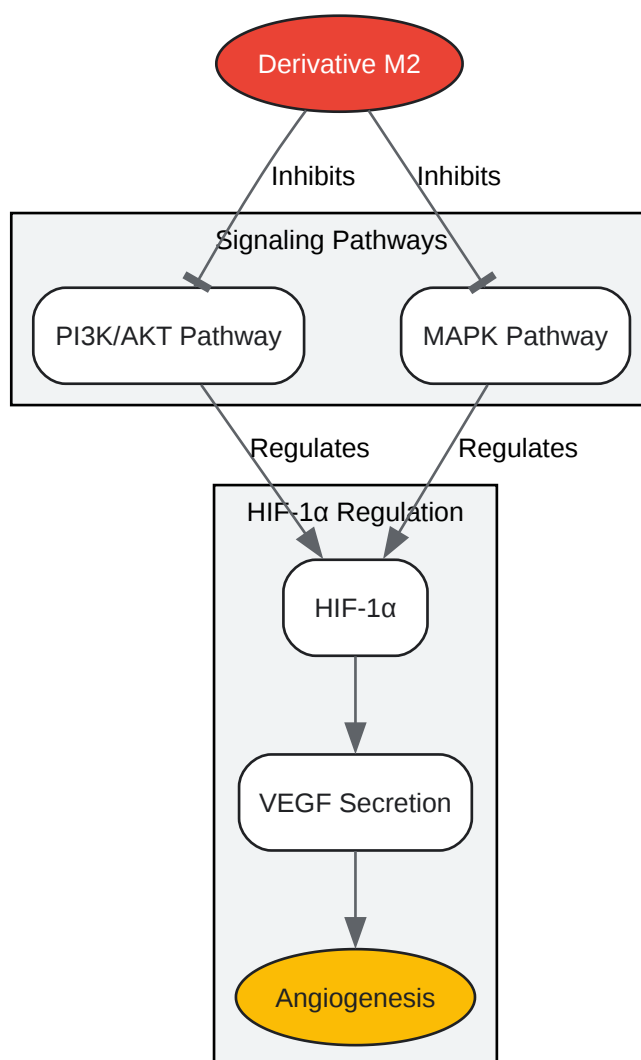 Derivative M2
Inhibits
Inhibits
Signaling Pathways
PI3K/AKT Pathway
MAPK Pathway
Regulates
Regulates
HIF-1α Regulation
HIF-1α
VEGF Secretion
Angiogenesis